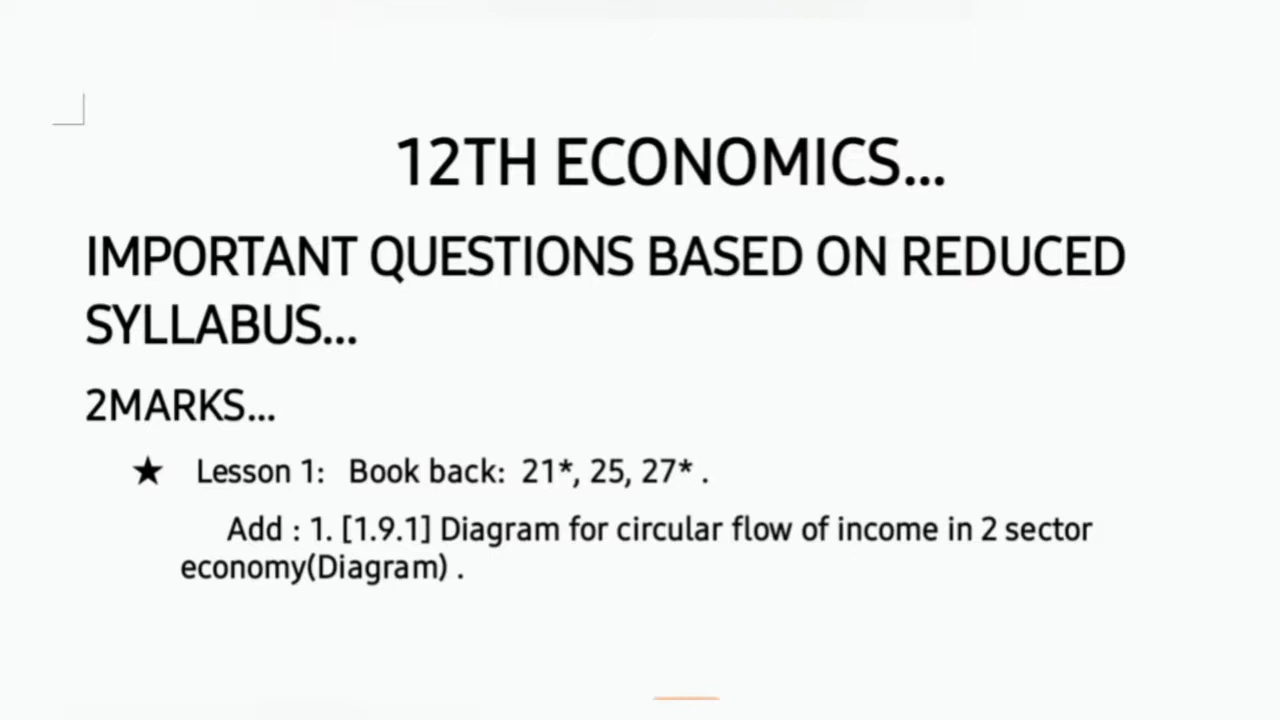 12TH ECONOMICS...
IMPORTANT QUESTIONS BASED ON REDUCED
SYLLABUS...
2MARKS...
★ Lesson 1: Book back: 21*, 25, 27* .
Add : 1. [1.9.1] Diagram for circular flow of income in 2 sector
economy(Diagram) .